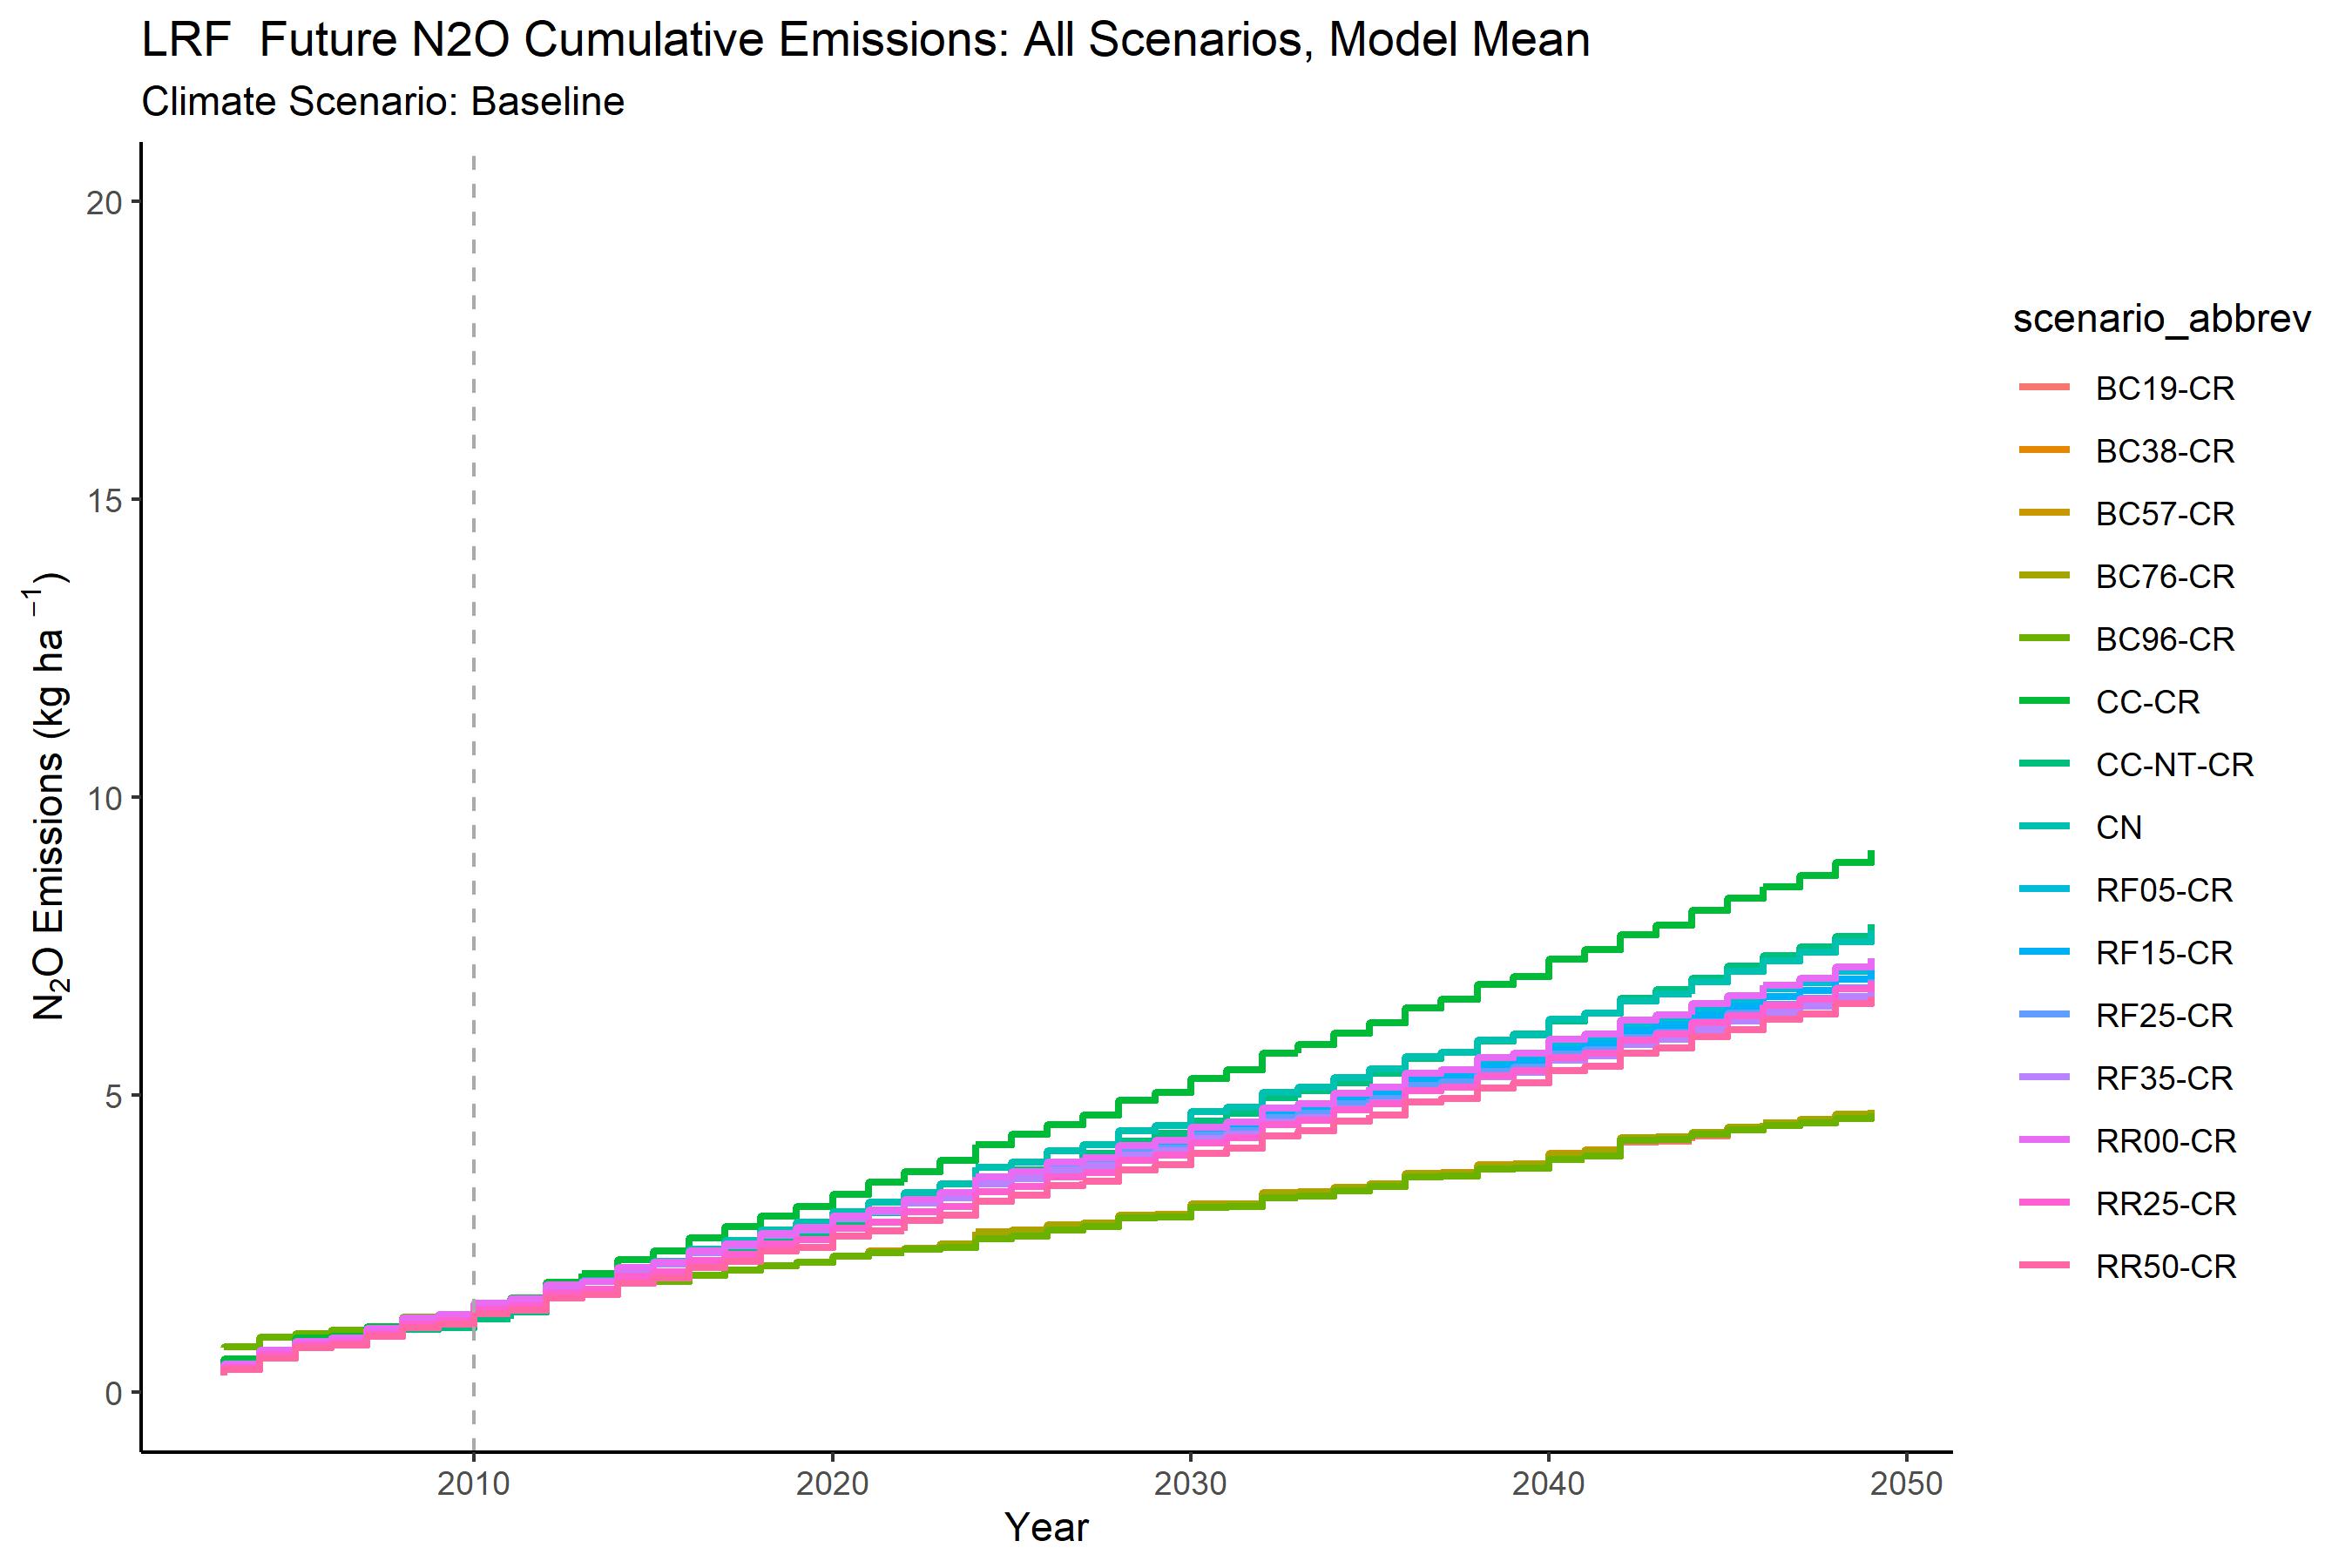 LRF  Future N2O Cumulative Emissions: All Scenarios, Model Mean
Climate Scenario: Baseline
N₂O Emissions (kg ha ⁻¹)
20
15
10
5
0
2010
2020
2030
2040
2050
Year
scenario_abbrev
BC19-CR
BC38-CR
BC57-CR
BC76-CR
BC96-CR
CC-CR
CC-NT-CR
CN
RF05-CR
RF15-CR
RF25-CR
RF35-CR
RR00-CR
RR25-CR
RR50-CR